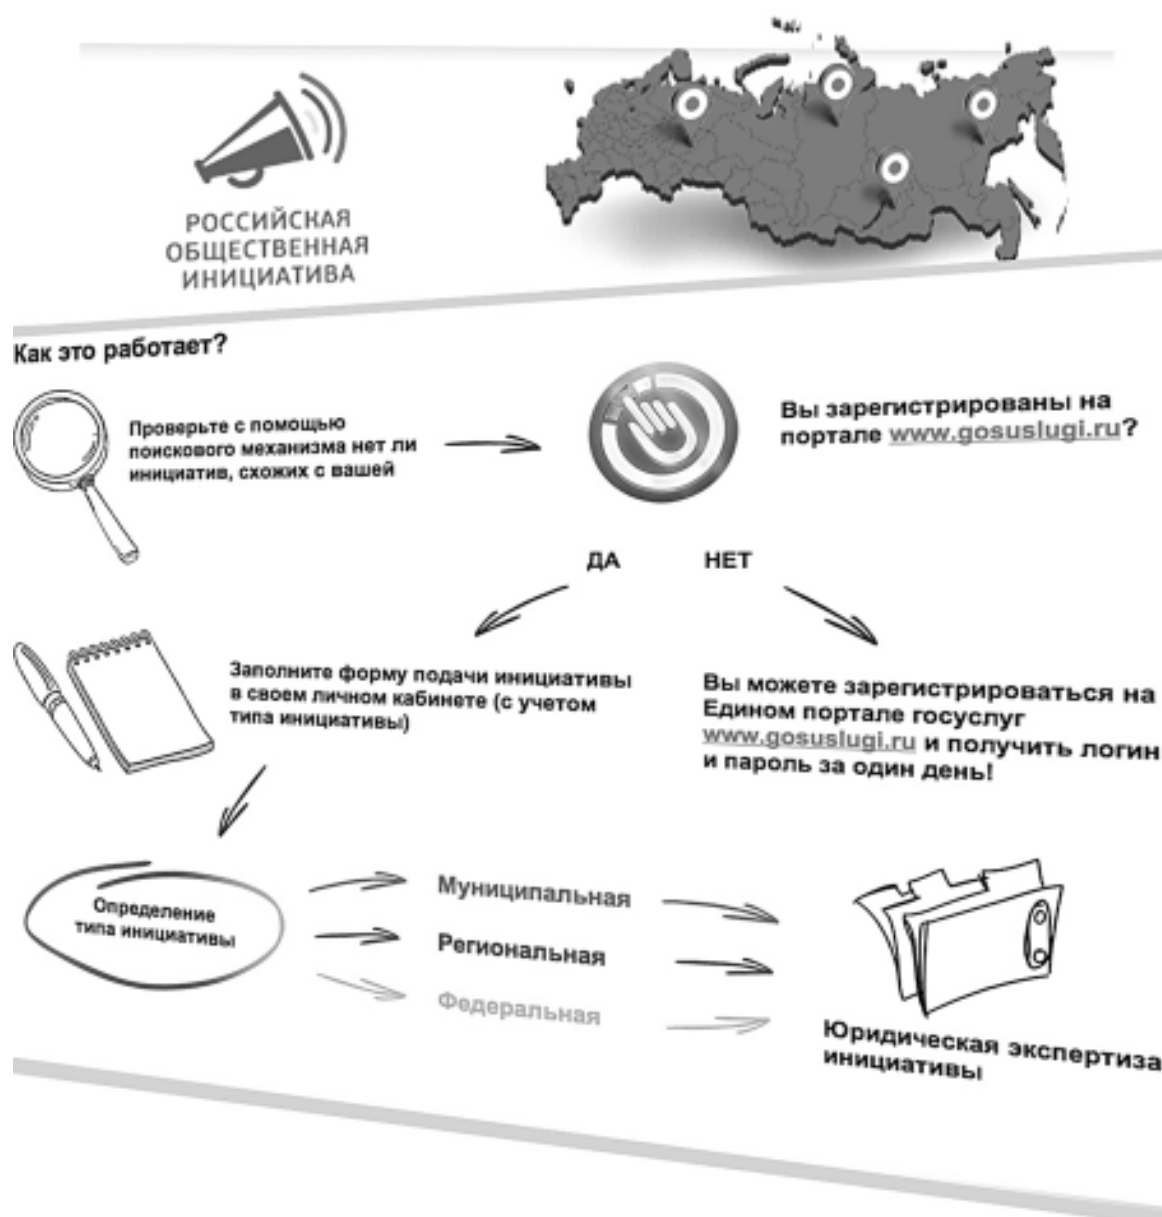 РОССИЙСКАЯ
ОБЩЕСТВЕННАЯ
ИНИЦИАТИВА
Как это работает?
Проверьте с помощью
поискового механизма нет ли
инициатив, схожих с вашей
Вы зарегистрированы на
портале www.gosuslugi.ru?
ДА
НЕТ
Заполните форму подачи инициативы
в своем личном кабинете (с учетом
типа инициативы)
Вы можете зарегистрироваться на
Едином портале госуслуг
www.gosuslugi.ru и получить логин
и пароль за один день!
Определение
типа инициативы
Муниципальная
Региональная
Федеральная
Юридическая экспертиза
инициативы